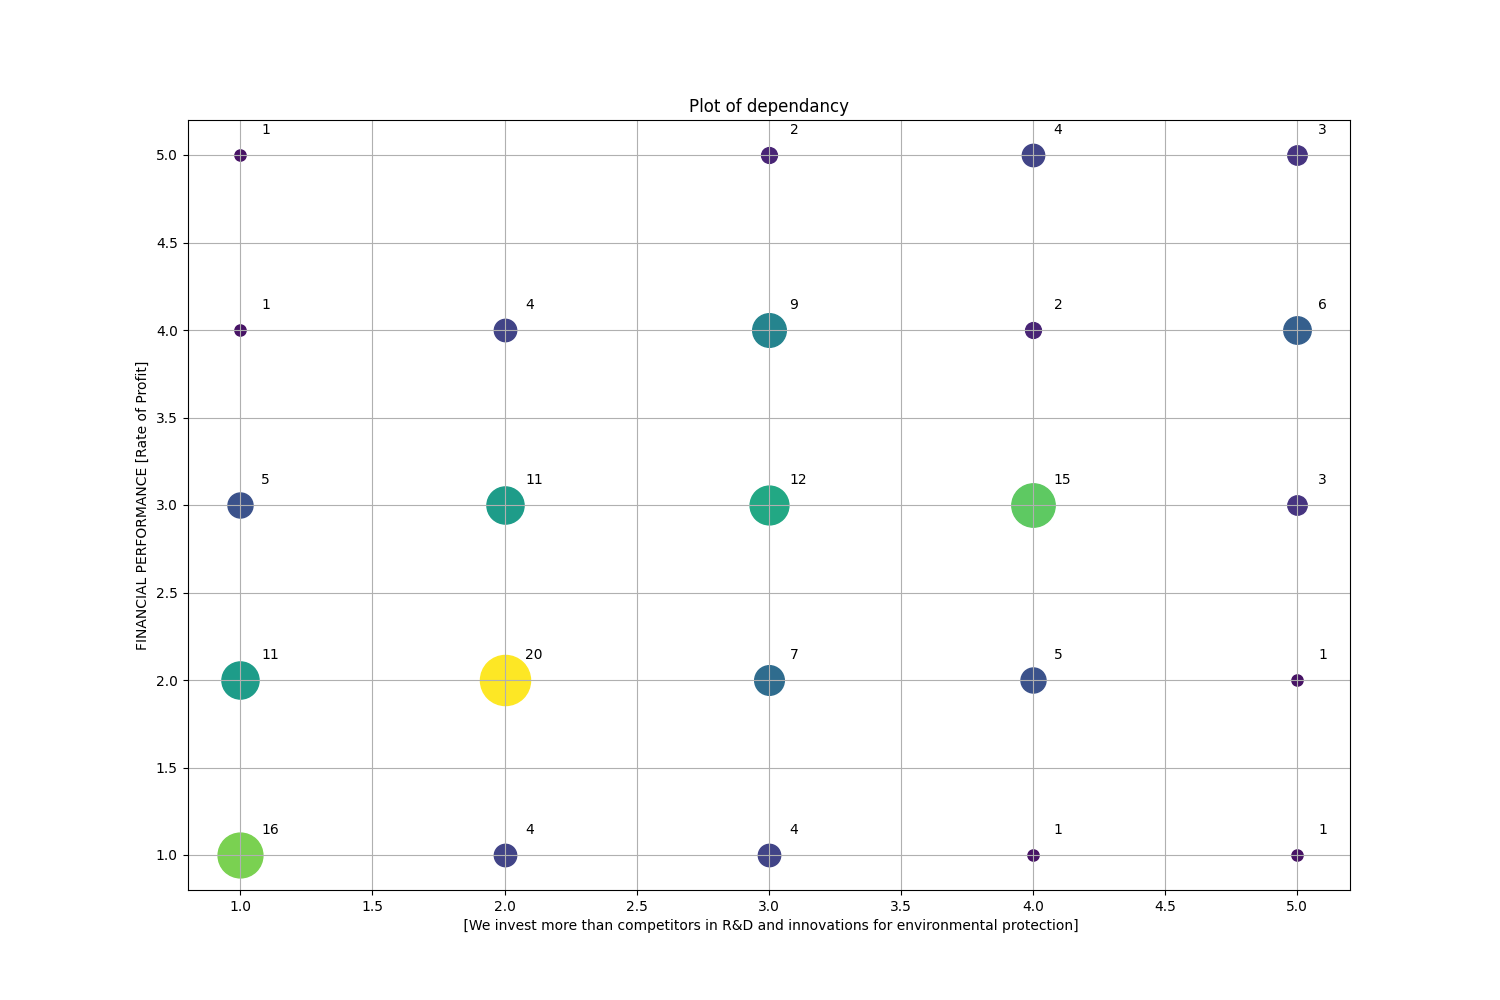 Plot of dependancy
1 2 4 3
5.0
4.5
1 4 9 2 6
4.0
3.5
5 11 12 15 3
3.0
2.5
11 20 7 5 1
2.0
1.5
16 4 4 1 1
1.0
FINANCIAL PERFORMANCE [Rate of Profit]
1.0 1.5 2.0 2.5 3.0 3.5 4.0 4.5 5.0
[We invest more than competitors in R&D and innovations for environmental protection]